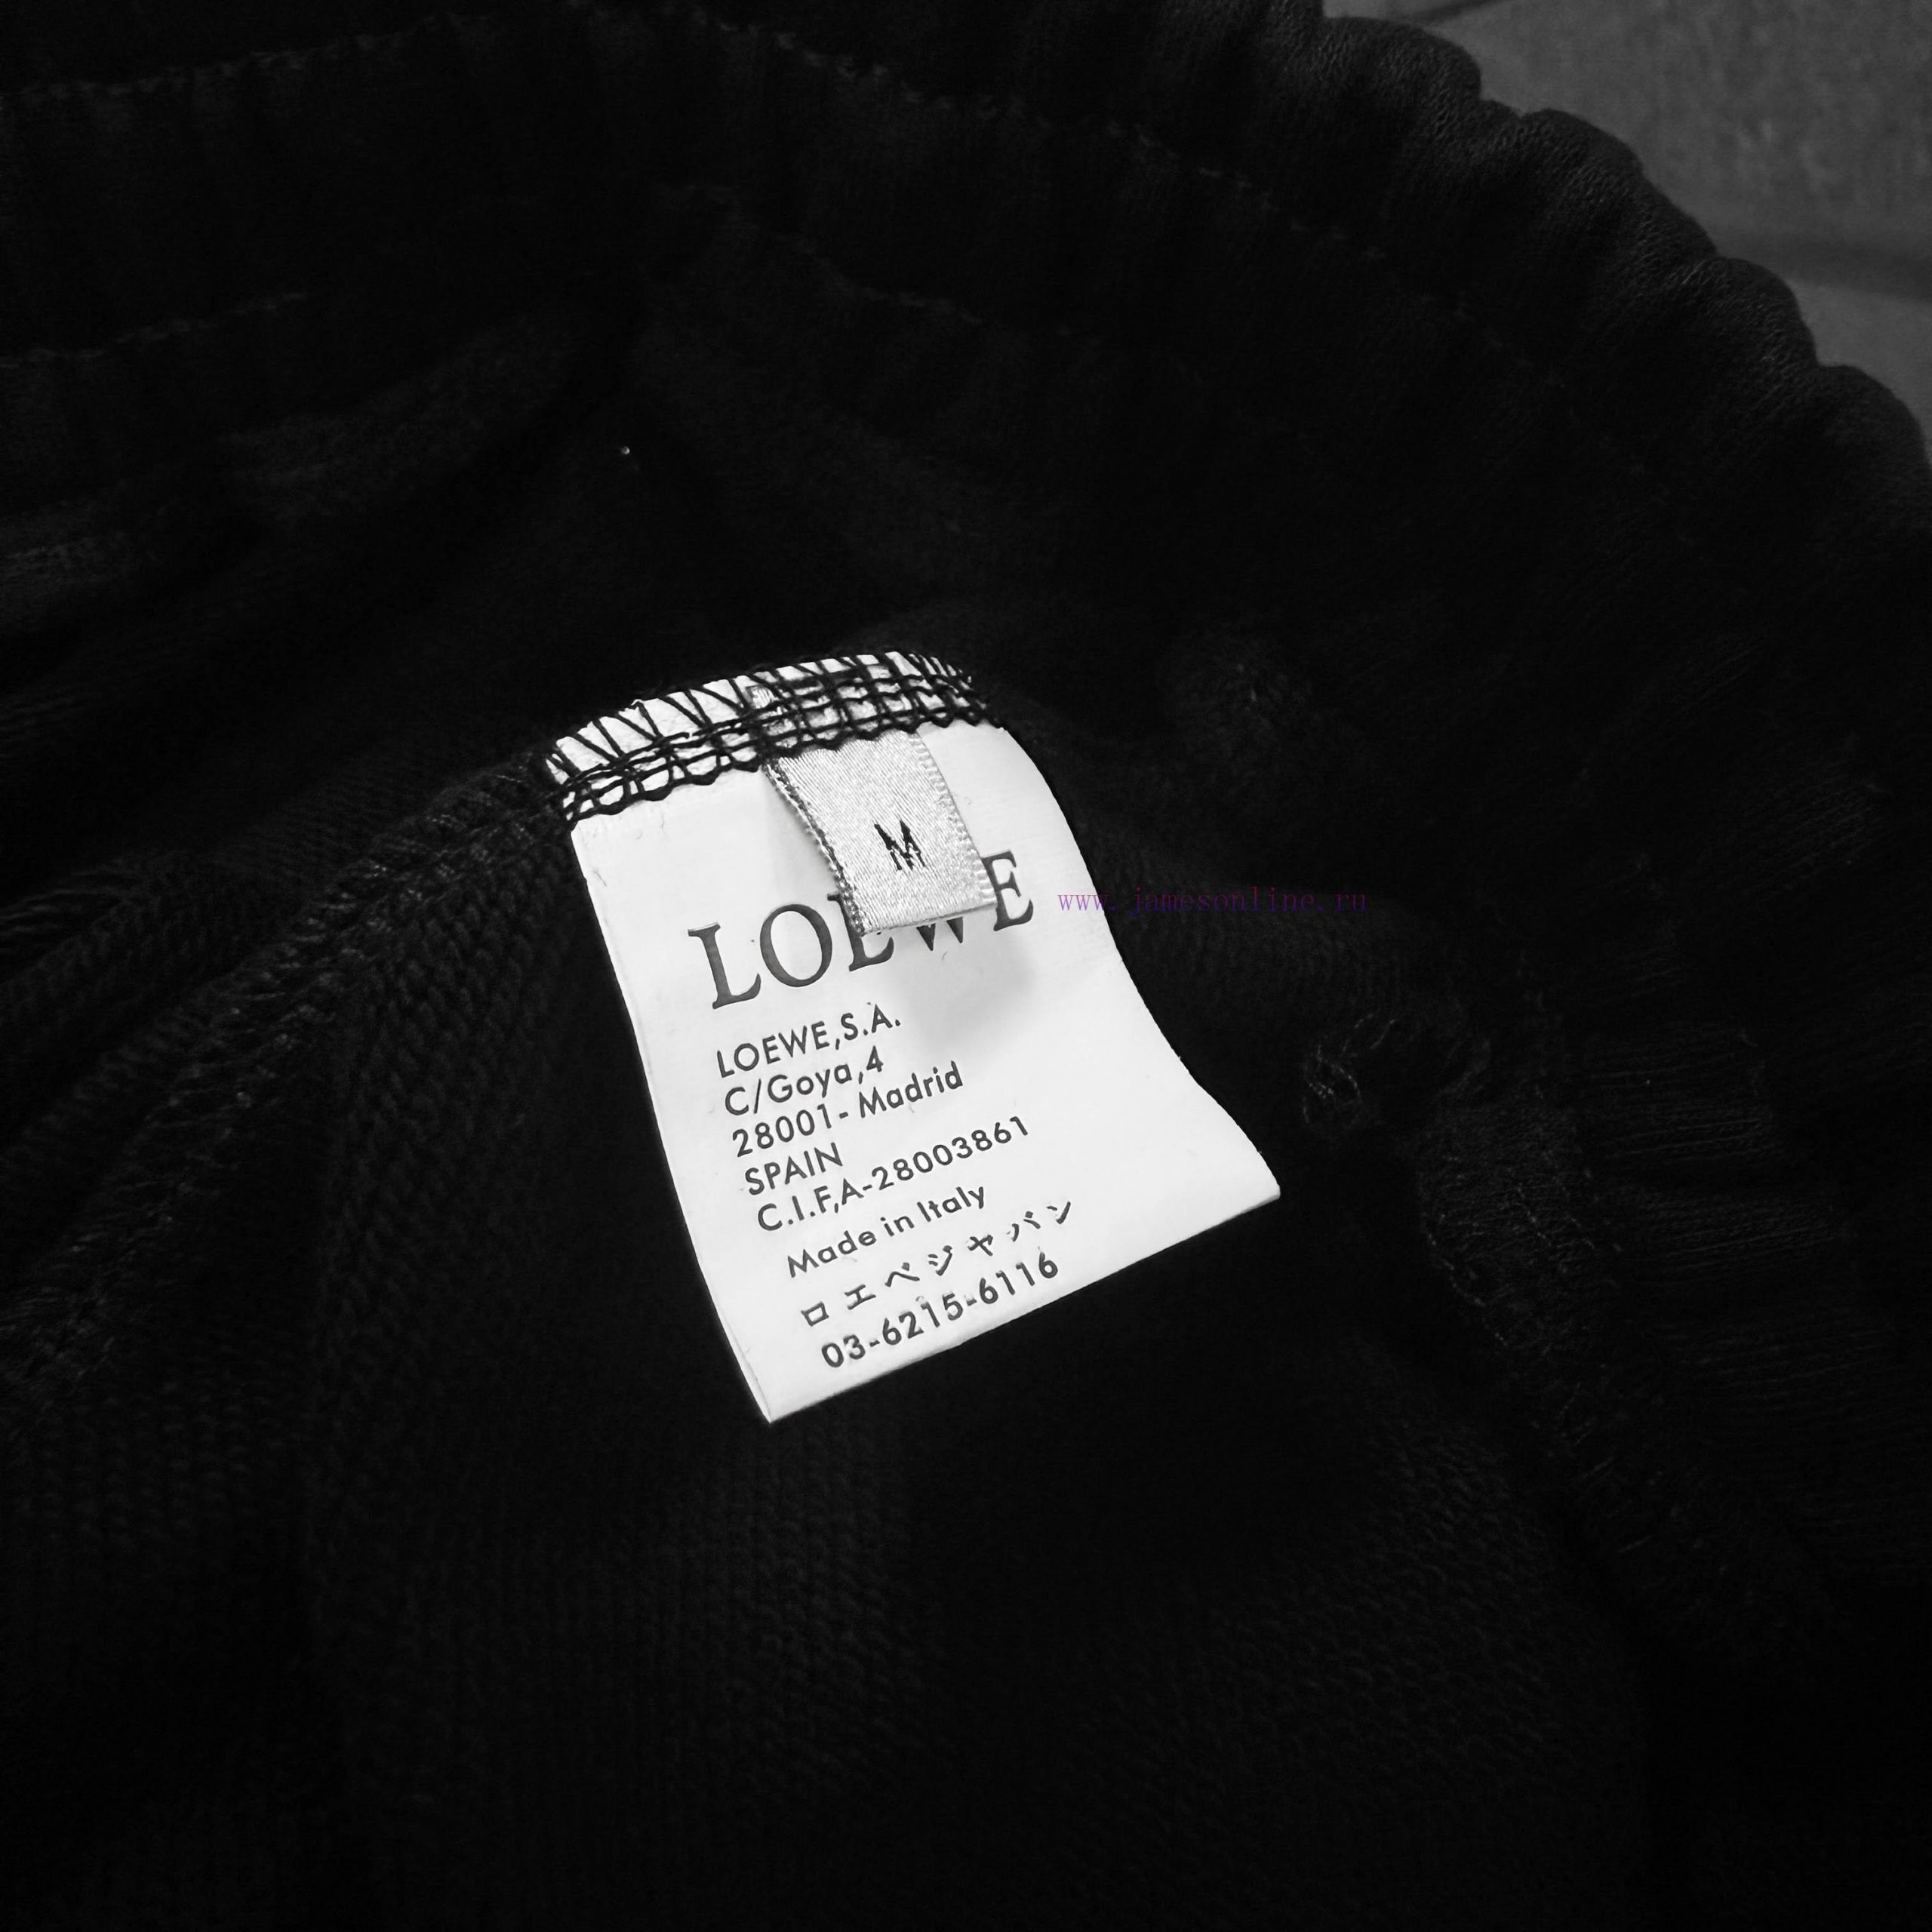 M
LOEWE
www.jamesonline.ru
LOEWE,S.A.
C/Goya,4
28001-Madrid
SPAIN
C.I.F,A-28003861
Made in Italy
ロエベジャパン
03-6215-6116